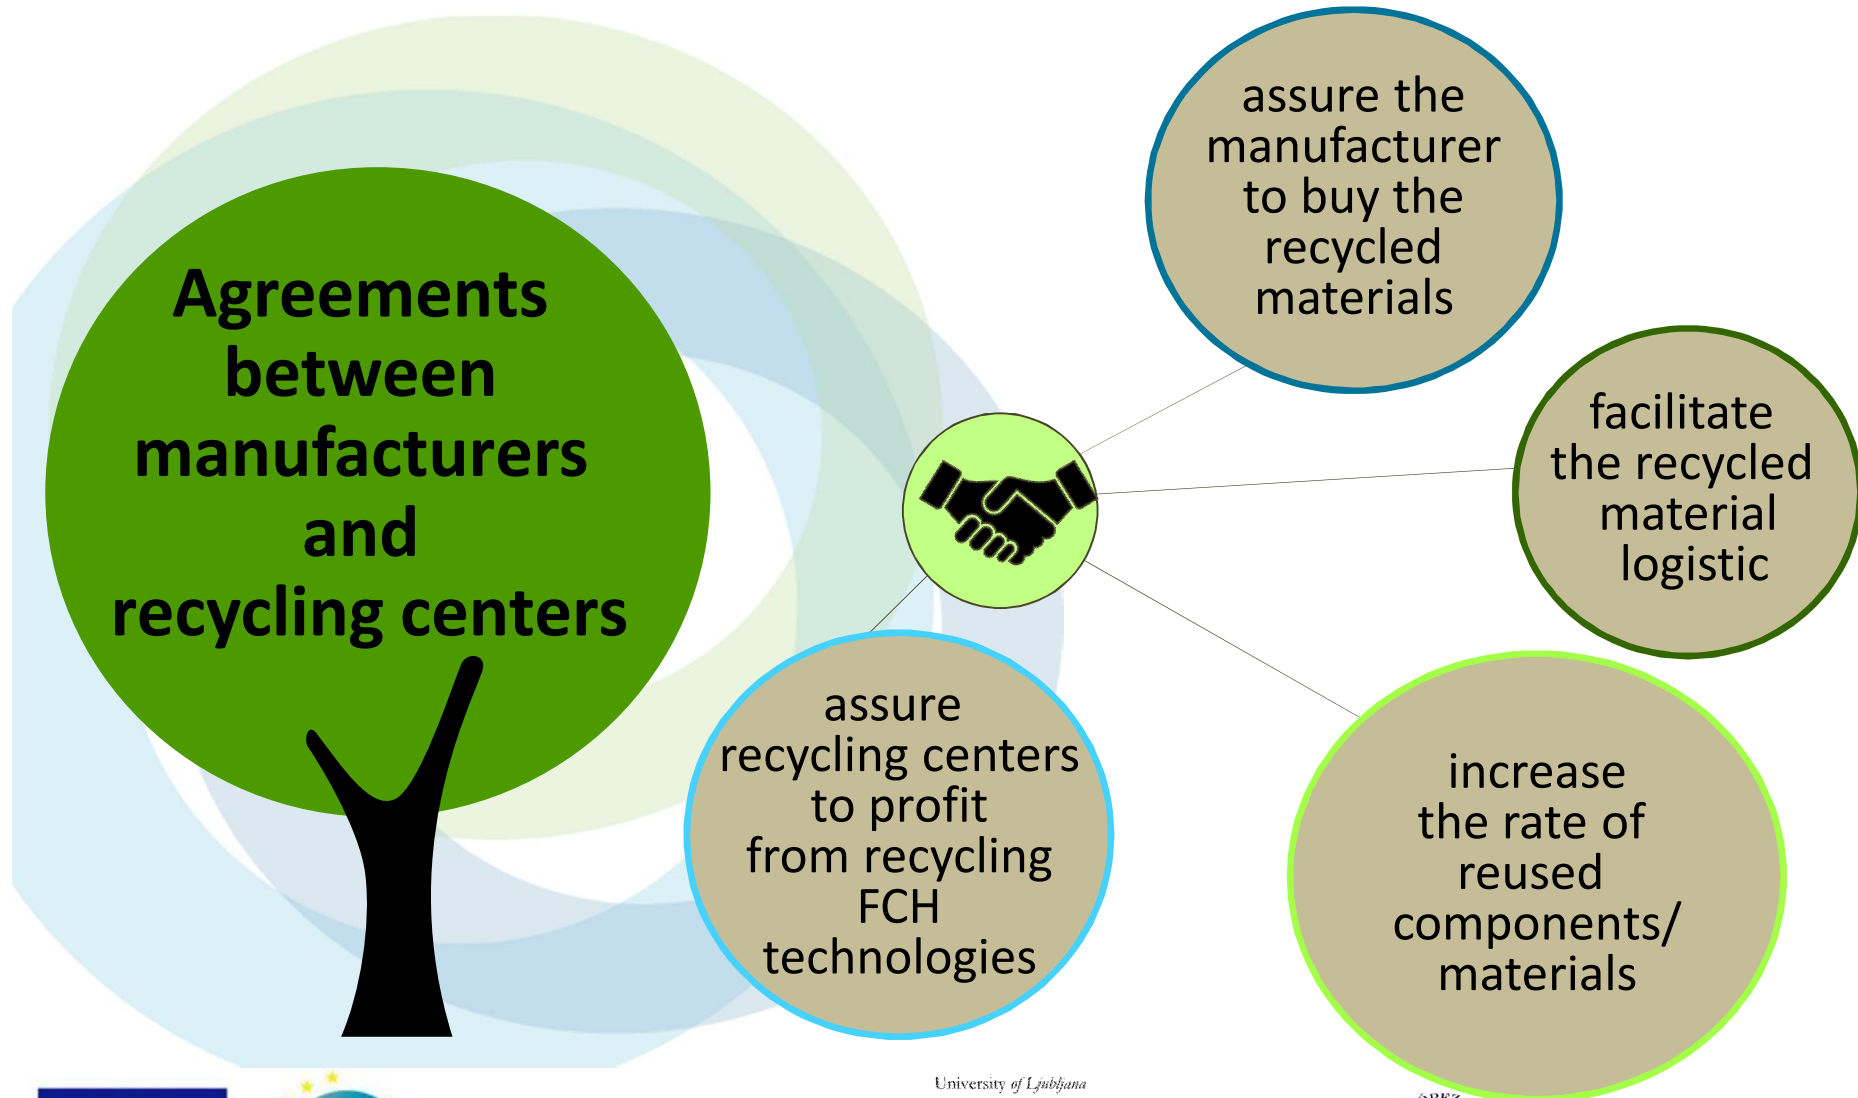 Agreements
between
manufacturers
and
recycling centers
assure the
manufacturer
to buy the
recycled
materials
facilitate
the recycled
material
logistic
increase
the rate of
reused
components/
materials
assure
recycling centers
to profit
from recycling
FCH
technologies
University of Ljubljana